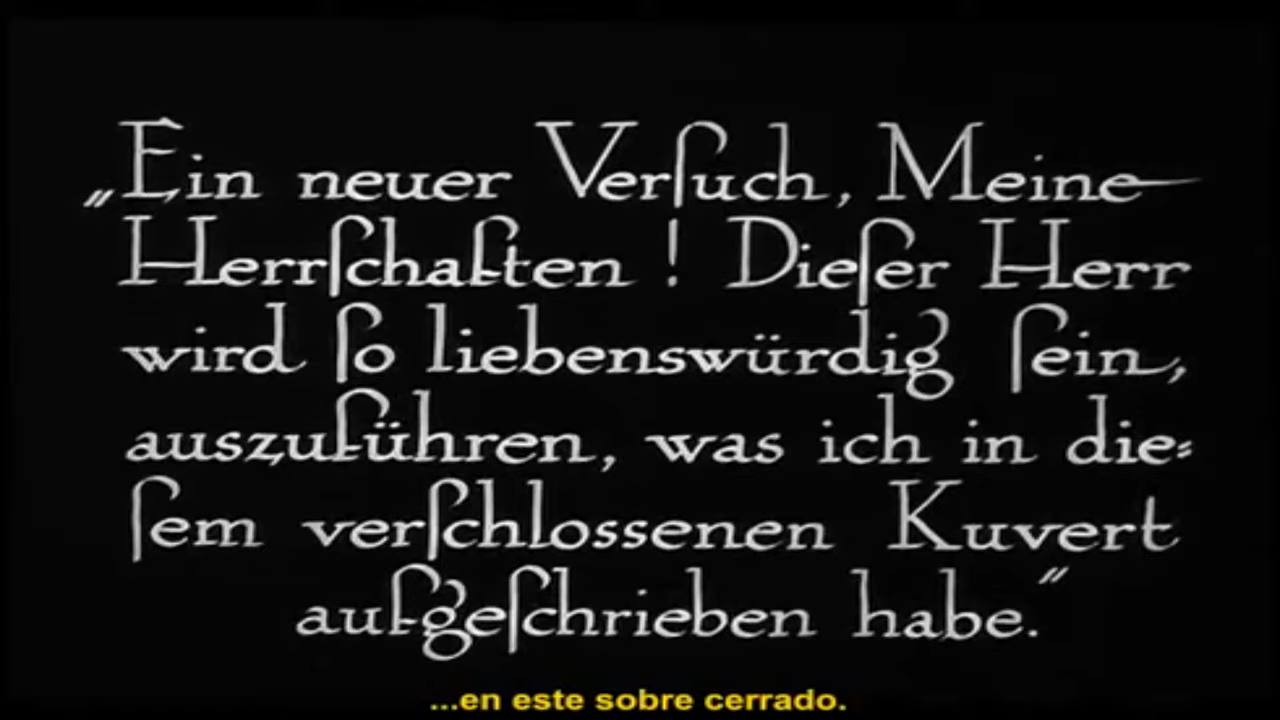 „Ein neuer Verſuch, Meine
Herrſchaften ! Dieſer Herr
wird ſo liebenswürdig ſein,
auszuführen, was ich in die⸗
ſem verſchlossenen Kuvert
aufgeſchrieben habe.”
...en este sobre cerrado.